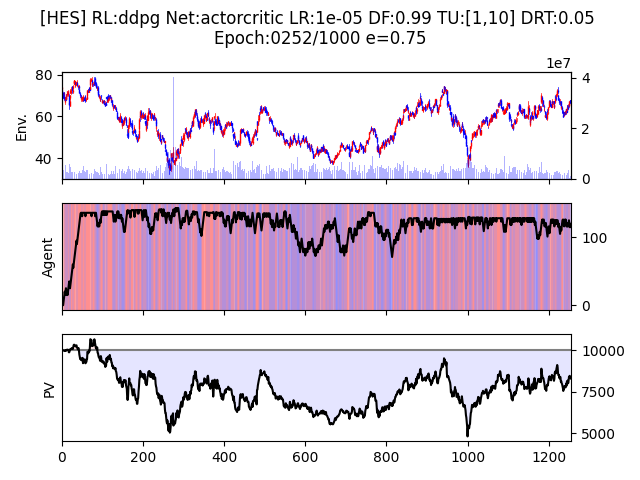 [HES] RL:ddpg Net:actorcritic LR:1e-05 DF:0.99 TU:[1,10] DRT:0.05
Epoch:0252/1000 e=0.75
1e7
80
60
40
Env.
4
2
0
Agent
100
0
PV
10000
7500
5000
0 200 400 600 800 1000 1200